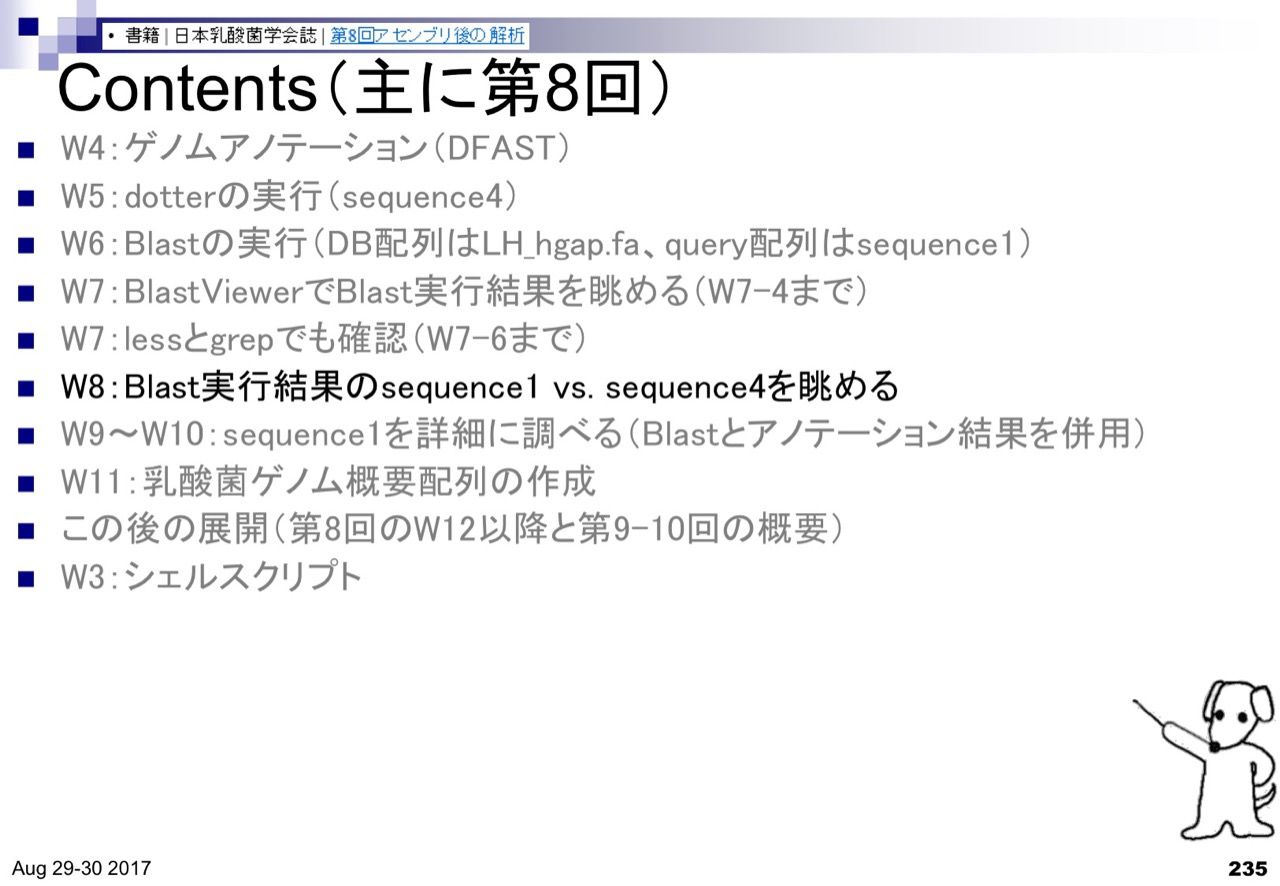 • 書籍 | 日本乳酸菌学会誌 | 第8回アセンブリ後の解析
Contents（主に第8回）
W4：ゲノムアノテーション（DFAST）
W5：dotterの実行（sequence4）
W6：Blastの実行（DB配列はLH_hgap.fa、query配列はsequence1）
W7：BlastViewerでBlast実行結果を眺める（W7-4まで）
W7：lessとgrepでも確認（W7-6まで）
W8：Blast実行結果のsequence1 vs. sequence4を眺める
W9～W10：sequence1を詳細に調べる（Blastとアノテーション結果を併用）
W11：乳酸菌ゲノム概要配列の作成
この後の展開（第8回のW12以降と第9-10回の概要）
W3：シェルスクリプト
Aug 29-30 2017
235